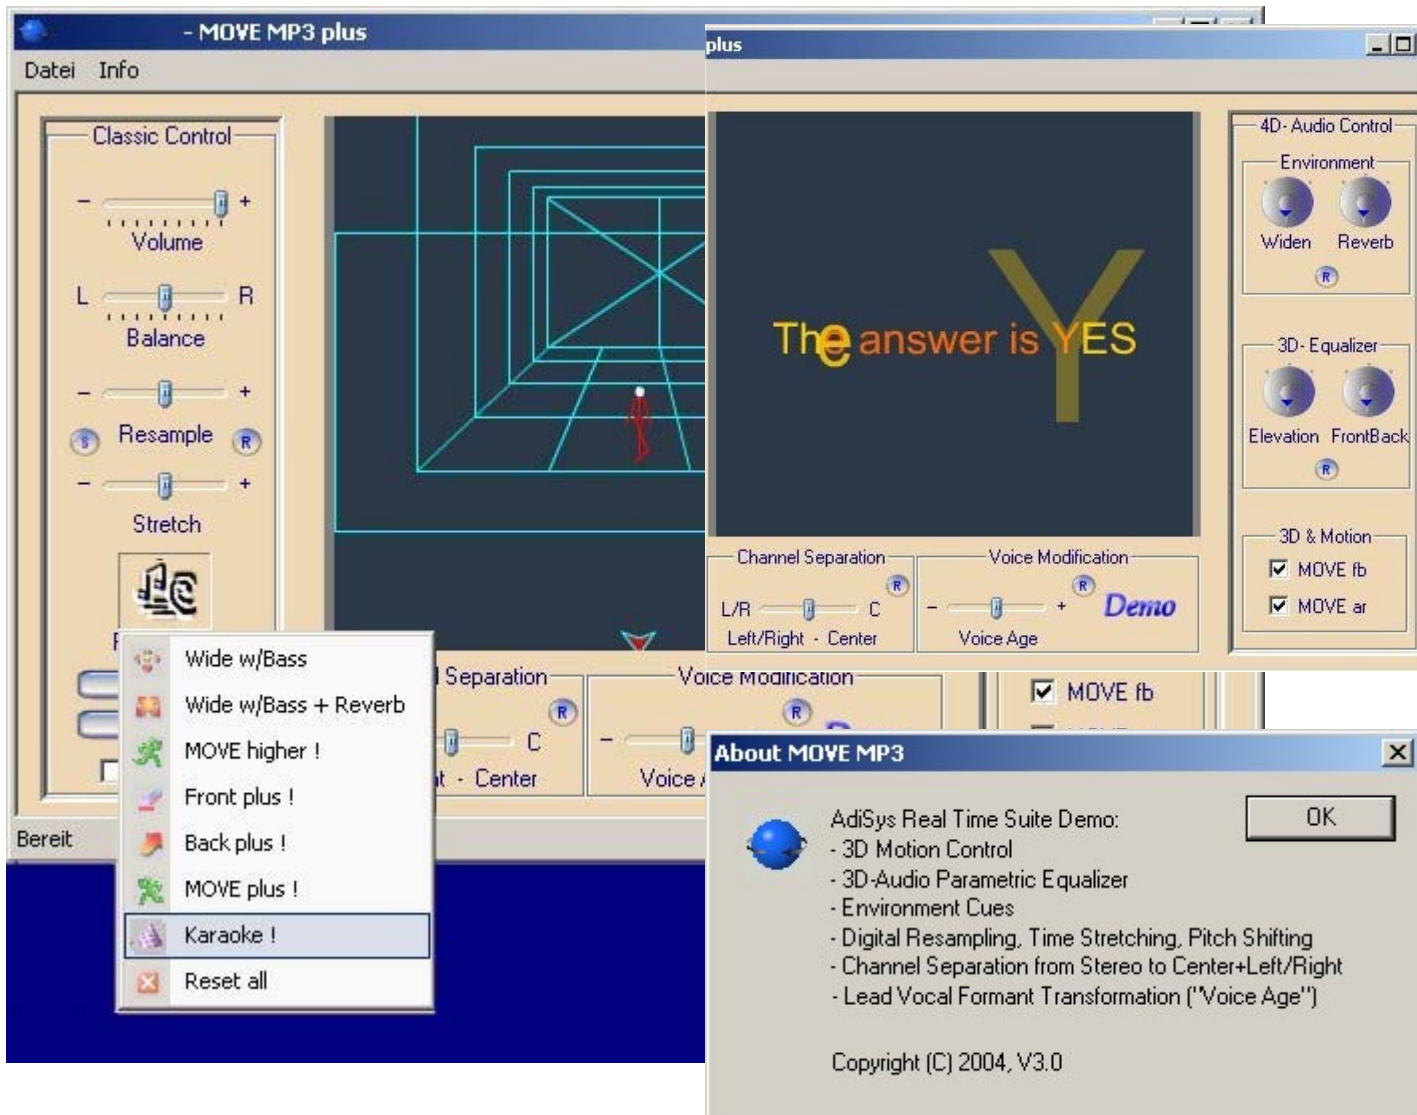 - MOVE MP3 plus
Datei Info
Classic Control
- +
Volume
L R
Balance
- +
S Resample R
- +
Stretch
Wide w/Bass
Wide w/Bass + Reverb
MOVE higher !
Front plus !
Back plus !
MOVE plus !
Karaoke !
Reset all
Bereit
Separation
R
C
- Center
Voice Modification
R
-
Voice
MOVE fb
plus
The answer is YES
Y
Channel Separation
R
L/R C
Left/Right - Center
Voice Modification
R
- + Demo
Voice Age
4D- Audio Control
Environment
Widen Reverb
R
3D- Equalizer
Elevation FrontBack
R
3D & Motion
MOVE fb
MOVE ar
About MOVE MP3
OK
AdiSys Real Time Suite Demo:
- 3D Motion Control
- 3D-Audio Parametric Equalizer
- Environment Cues
- Digital Resampling, Time Stretching, Pitch Shifting
- Channel Separation from Stereo to Center+Left/Right
- Lead Vocal Formant Transformation ("Voice Age")
Copyright (C) 2004, V3.0